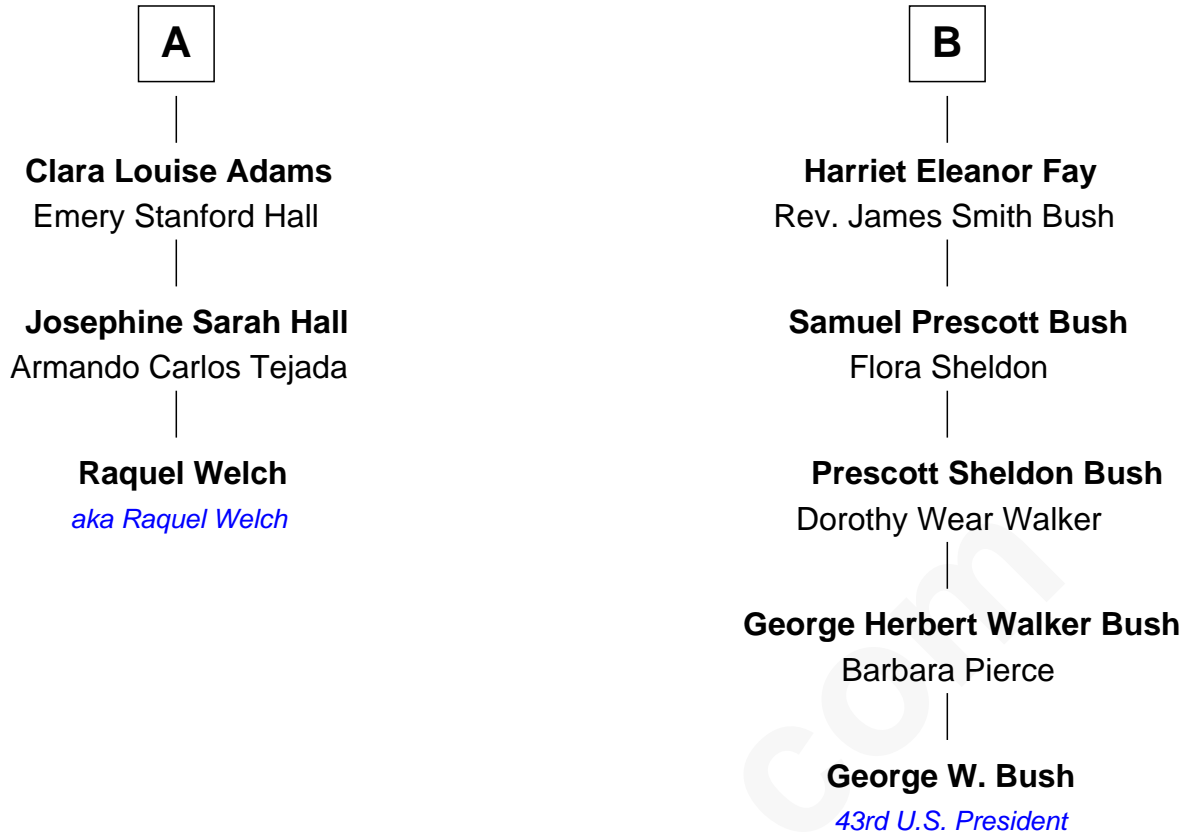 A
Clara Louise Adams
Emery Stanford Hall
Josephine Sarah Hall
Armando Carlos Tejada
Raquel Welch
aka Raquel Welch
B
Harriet Eleanor Fay
Rev. James Smith Bush
Samuel Prescott Bush
Flora Sheldon
Prescott Sheldon Bush
Dorothy Wear Walker
George Herbert Walker Bush
Barbara Pierce
George W. Bush
43rd U.S. President
com